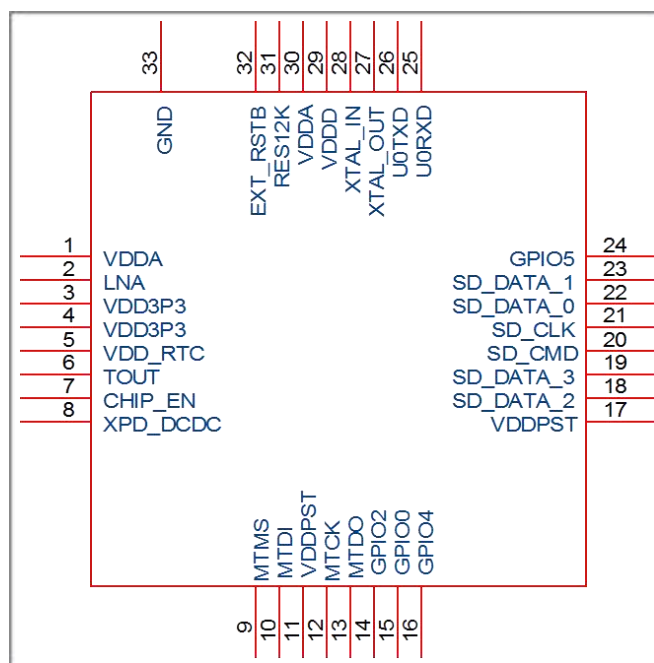 33
32
31
30
29
28
27
26
25
GND
EXT_RSTB
RES12K
VDDA
VDDD
XTAL_IN
XTAL_OUT
U0TXD
U0RXD
1 VDDA
2 LNA
3 VDD3P3
4 VDD3P3
5 VDD_RTC
6 TOUT
7 CHIP_EN
8 XPD_DCDC
GPIO5 24
SD_DATA_1 23
SD_DATA_0 22
SD_CLK 21
SD_CMD 20
SD_DATA_3 19
SD_DATA_2 18
VDDPST 17
MTMS
MTDI
VDDPST
MTCK
MTDO
GPIO2
GPIO0
GPIO4
9
10
11
12
13
14
15
16